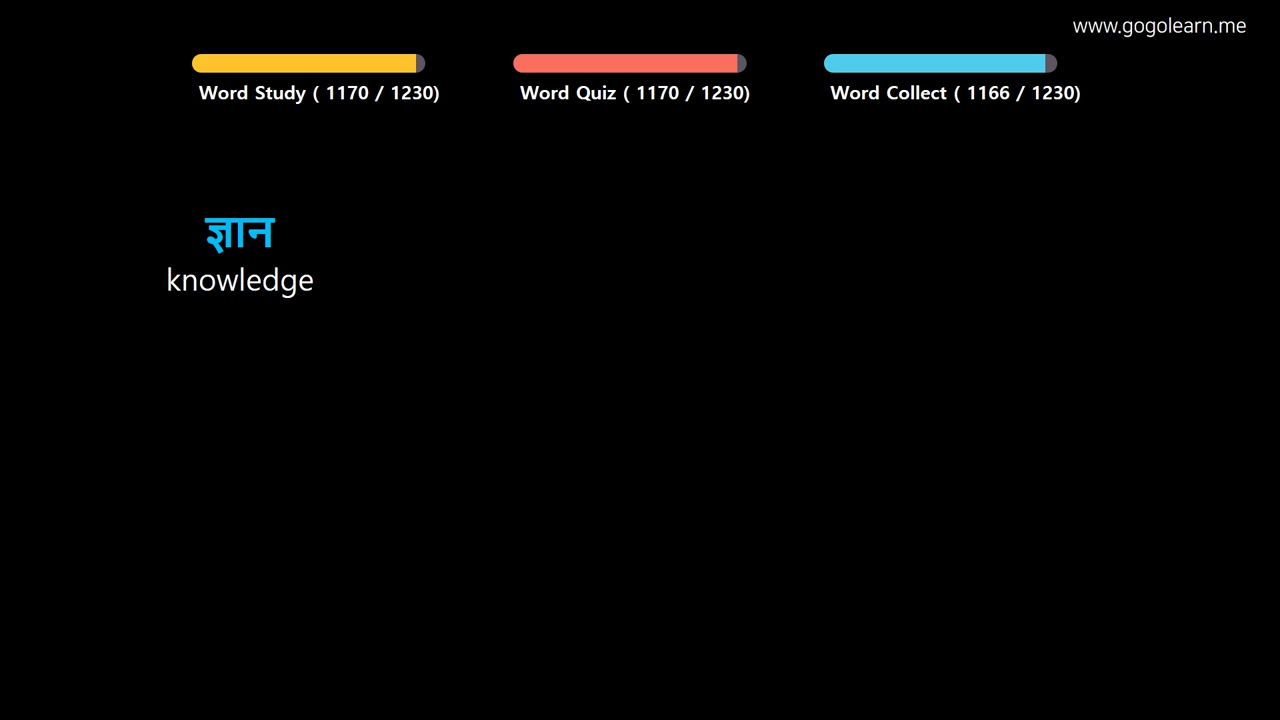 www.gogolearn.me
Word Study ( 1170 / 1230)
Word Quiz ( 1170 / 1230)
Word Collect ( 1166 / 1230)
ज्ञान
knowledge